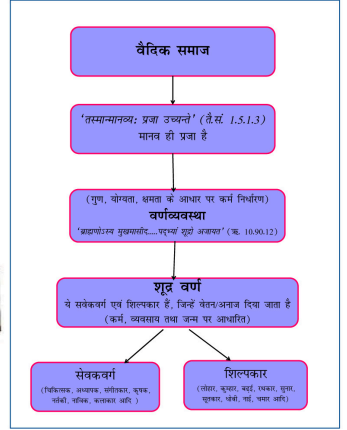 वैदिक समाज
‘तस्मान्मानव्य: प्रजा उच्यन्ते’ (तै.सं. 1.5.1.3)
मानव ही प्रजा है
(गुण, योग्यता, क्षमता के आधार पर कर्म निर्धारण)
वर्णव्यवस्था
‘ब्राह्मणोऽस्य मुखमासीद.....पद्भ्यां शूद्रो अजायत’ (ऋ. 10.90.12)
शूद्र वर्ण
ये सवेकवर्ग एवं शिल्पकार हैं, जिन्हें वेतन/अनाज दिया जाता है
(कर्म, व्यवसाय तथा जन्म पर आधारित)
सेवकवर्ग
(चिकित्सक, अध्यापक, संगीतकार, कृषक,
नर्तकी, नाविक, कलाकार आदि )
शिल्पकार
(लोहार, कुम्हार, बढ़ई, रथकार, सुनार,
सूतकार, धोबी, नाई, चमार आदि)